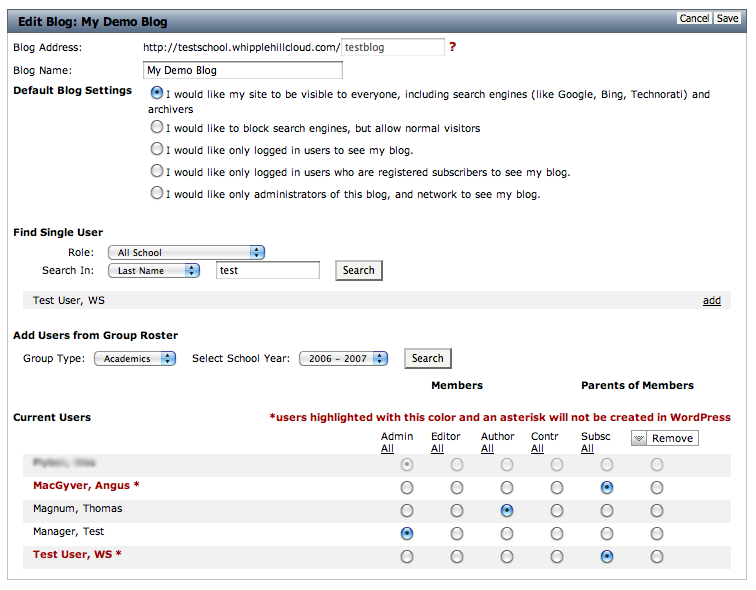 Edit Blog: My Demo Blog Cancel Save
Blog Address: http://testschool.whipplehillcloud.com/ testblog ?
Blog Name: My Demo Blog
Default Blog Settings I would like my site to be visible to everyone, including search engines (like Google, Bing, Technorati) and
archivers
I would like to block search engines, but allow normal visitors
I would like only logged in users to see my blog.
I would like only logged in users who are registered subscribers to see my blog.
I would like only administrators of this blog, and network to see my blog.
Find Single User
Role: All School
Search In: Last Name test Search
Test User, WS add
Add Users from Group Roster
Group Type: Academics Select School Year: 2006 - 2007 Search
Members Parents of Members
Current Users *users highlighted with this color and an asterisk will not be created in WordPress
Admin Editor Author Contr Subsc Remove
All All All All All
MacGyver, Angus *
Magnum, Thomas
Manager, Test
Test User, WS *